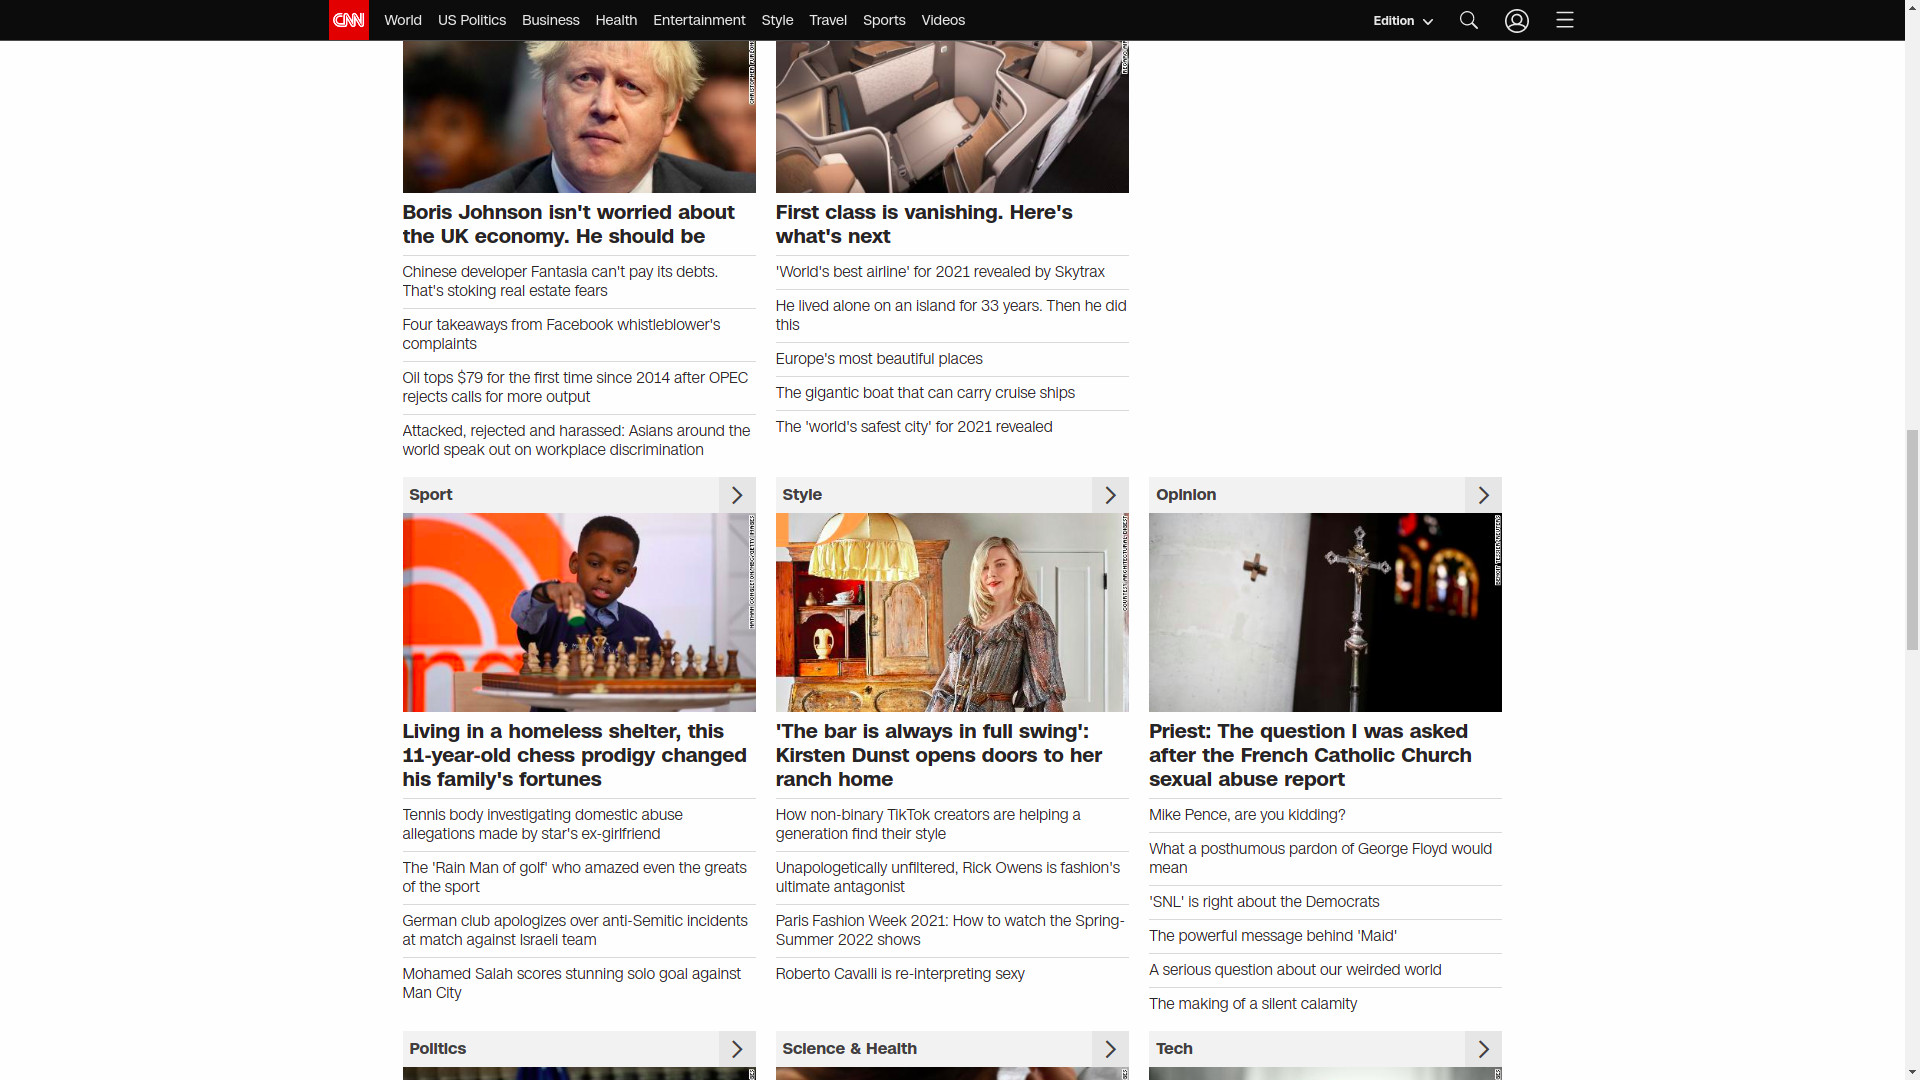 CNN
World
US Politics
Business
Health
Entertainment
Style
Travel
Sports
Videos
Edition
Boris Johnson isn't worried about
the UK economy. He should be
Chinese developer Fantasia can't pay its debts.
That's stoking real estate fears
Four takeaways from Facebook whistleblower's
complaints
Oil tops $79 for the first time since 2014 after OPEC
rejects calls for more output
Attacked, rejected and harassed: Asians around the
world speak out on workplace discrimination
First class is vanishing. Here's
what's next
'World's best airline' for 2021 revealed by Skytrax
He lived alone on an island for 33 years. Then he did
this
Europe's most beautiful places
The gigantic boat that can carry cruise ships
The 'world's safest city' for 2021 revealed
Sport
NATHAN CONGLETON/NBC/GETTY IMAGES
Living in a homeless shelter, this
11-year-old chess prodigy changed
his family's fortunes
Tennis body investigating domestic abuse
allegations made by star's ex-girlfriend
The 'Rain Man of golf' who amazed even the greats
of the sport
German club apologizes over anti-Semitic incidents
at match against Israeli team
Mohamed Salah scores stunning solo goal against
Man City
Style
COURTESY ARCHITECTURAL DIGEST
'The bar is always in full swing':
Kirsten Dunst opens doors to her
ranch home
How non-binary TikTok creators are helping a
generation find their style
Unapologetically unfiltered, Rick Owens is fashion's
ultimate antagonist
Paris Fashion Week 2021: How to watch the Spring-
Summer 2022 shows
Roberto Cavalli is re-interpreting sexy
Opinion
Priest: The question I was asked
after the French Catholic Church
sexual abuse report
Mike Pence, are you kidding?
What a posthumous pardon of George Floyd would
mean
'SNL' is right about the Democrats
The powerful message behind 'Maid'
A serious question about our weirded world
The making of a silent calamity
Politics
Science & Health
Tech